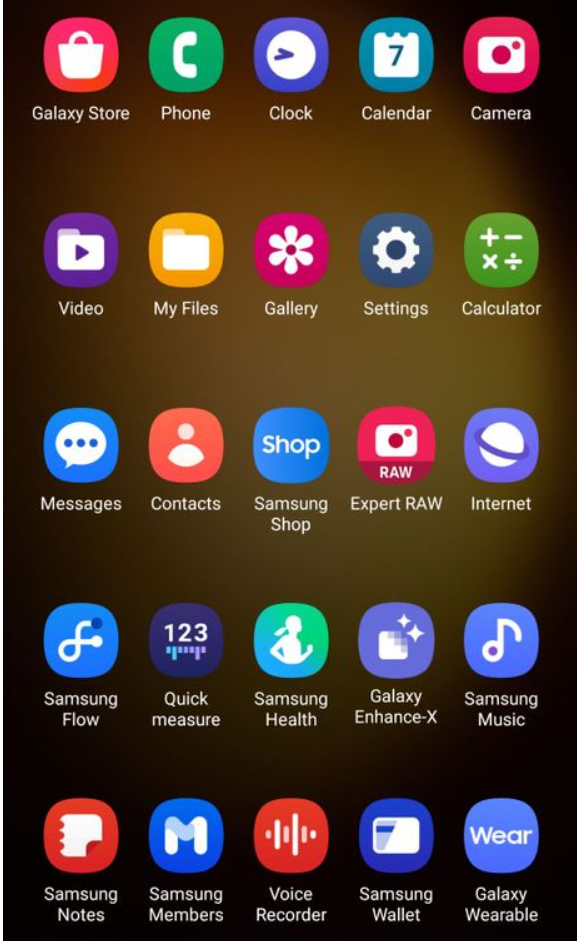 7
Galaxy Store Phone Clock Calendar Camera
+ −
× ÷
Video My Files Gallery Settings Calculator
Shop
RAW
Messages Contacts Samsung Expert RAW Internet
Shop
123
Samsung Quick Samsung Galaxy Samsung
Flow measure Health Enhance-X Music
Wear
Samsung Samsung Voice Samsung Galaxy
Notes Members Recorder Wallet Wearable